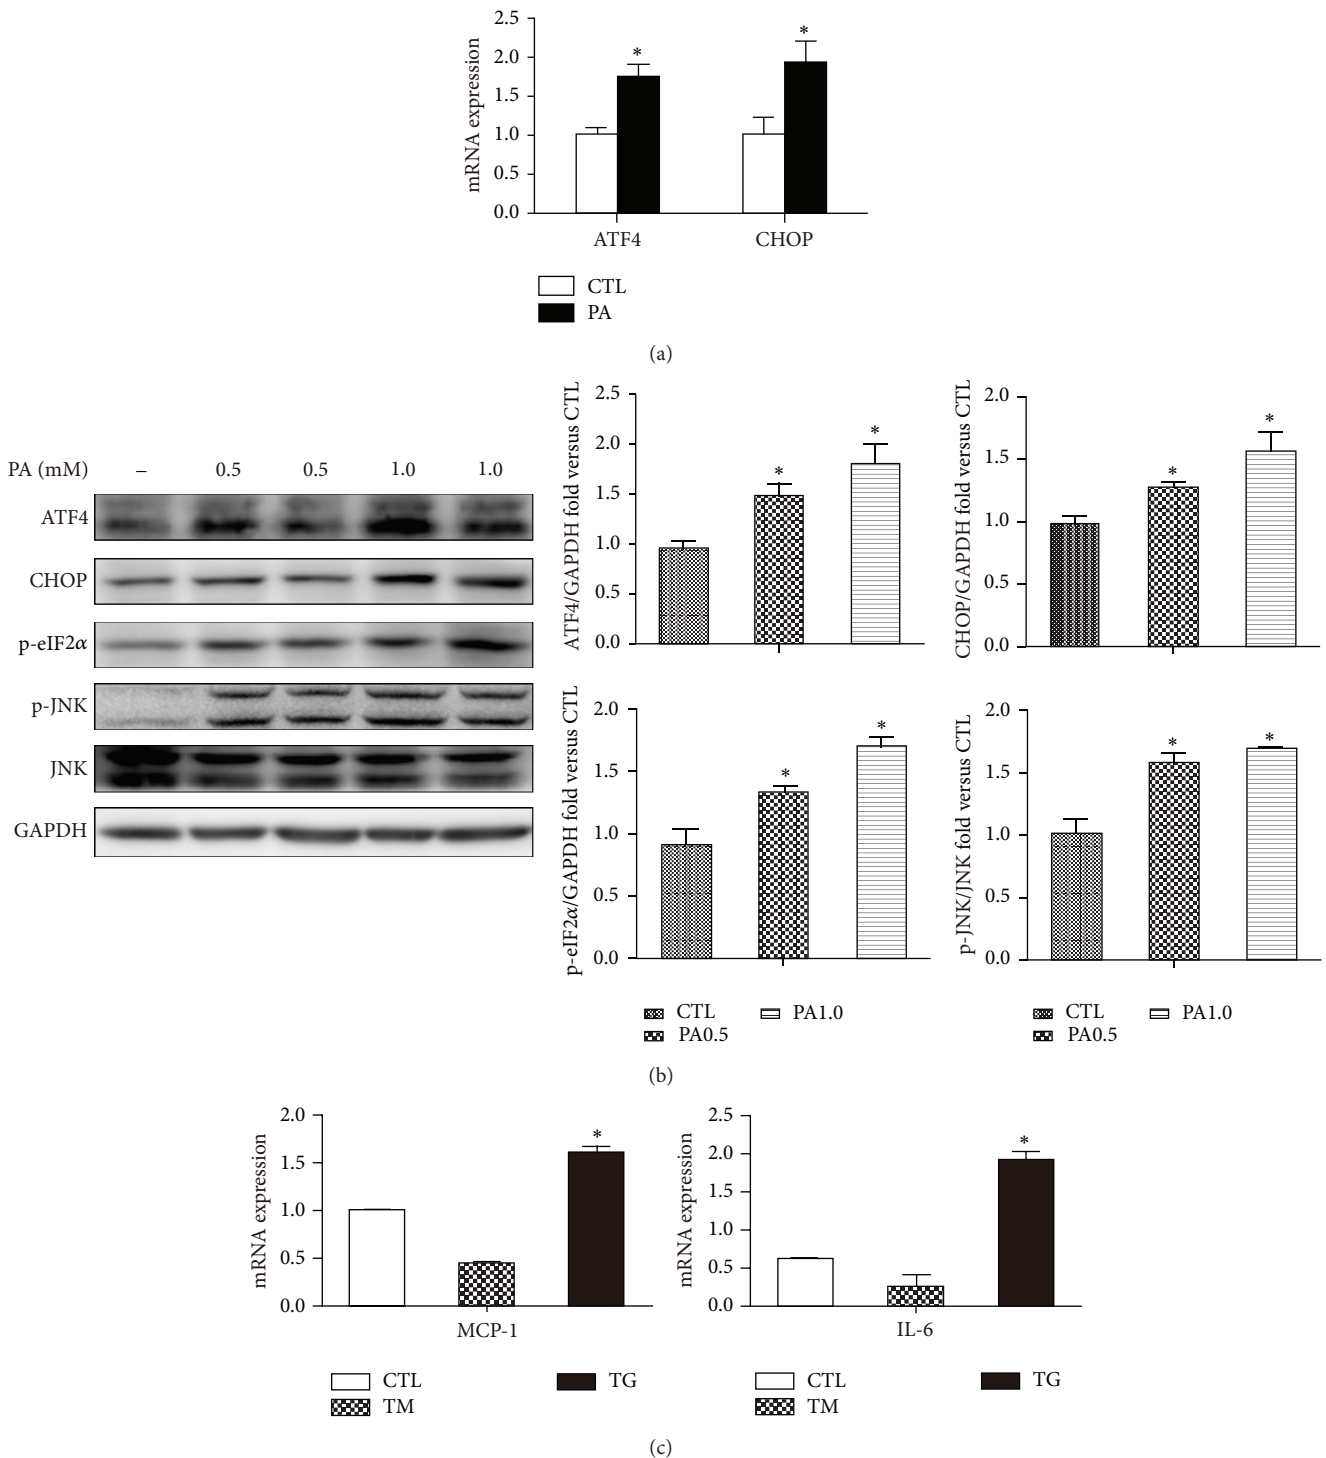 2.5
2.0
1.5
1.0
0.5
0.0
mRNA expression
*
*
ATF4
CHOP
CTL
PA
(a)
PA (mM) – 0.5 0.5 1.0 1.0
ATF4
CHOP
p-eIF2α
p-JNK
JNK
GAPDH
ATF4/GAPDH fold versus CTL
2.5
2.0
1.5
1.0
0.5
0.0
*
*
CHOP/GAPDH fold versus CTL
2.0
1.5
1.0
0.5
0.0
*
*
p-eIF2α/GAPDH fold versus CTL
2.0
1.5
1.0
0.5
0.0
*
*
p-JNK/JNK fold versus CTL
2.0
1.5
1.0
0.5
0.0
*
*
CTL PA1.0
PA0.5
CTL PA1.0
PA0.5
(b)
mRNA expression
2.0
1.5
1.0
0.5
0.0
*
MCP-1
CTL TG
TM
mRNA expression
2.5
2.0
1.5
1.0
0.5
0.0
*
IL-6
CTL TG
TM
(c)